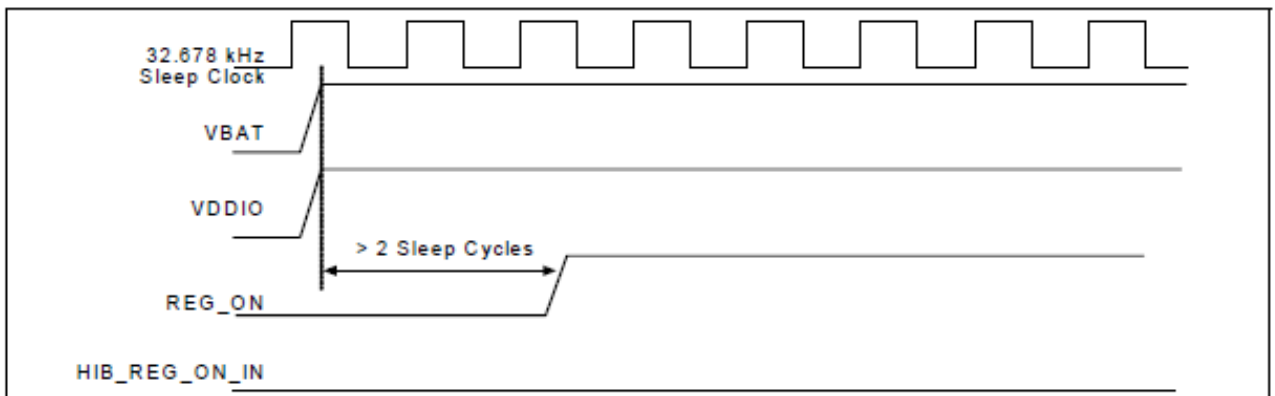 32.678 kHz
Sleep Clock
VBAT
VDDIO
> 2 Sleep Cycles
REG_ON
HIB_REG_ON_IN